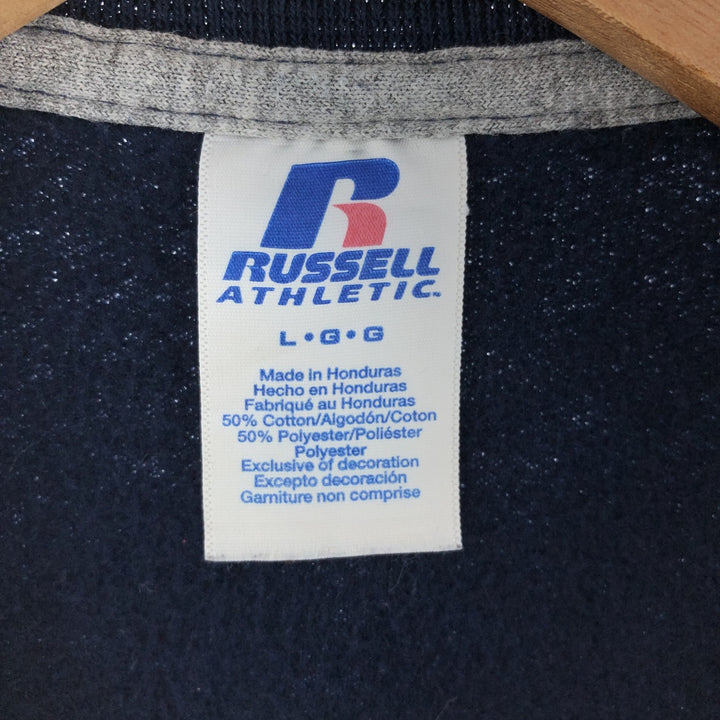 R
RUSSELL
ATHLETIC™
L • G • G
Made in Honduras
Hecho en Honduras
Fabriqué au Honduras
50% Cotton/Algodón/Coton
50% Polyester/Poliéster
Polyester
Exclusive of decoration
Excepto decoración
Garniture non comprise